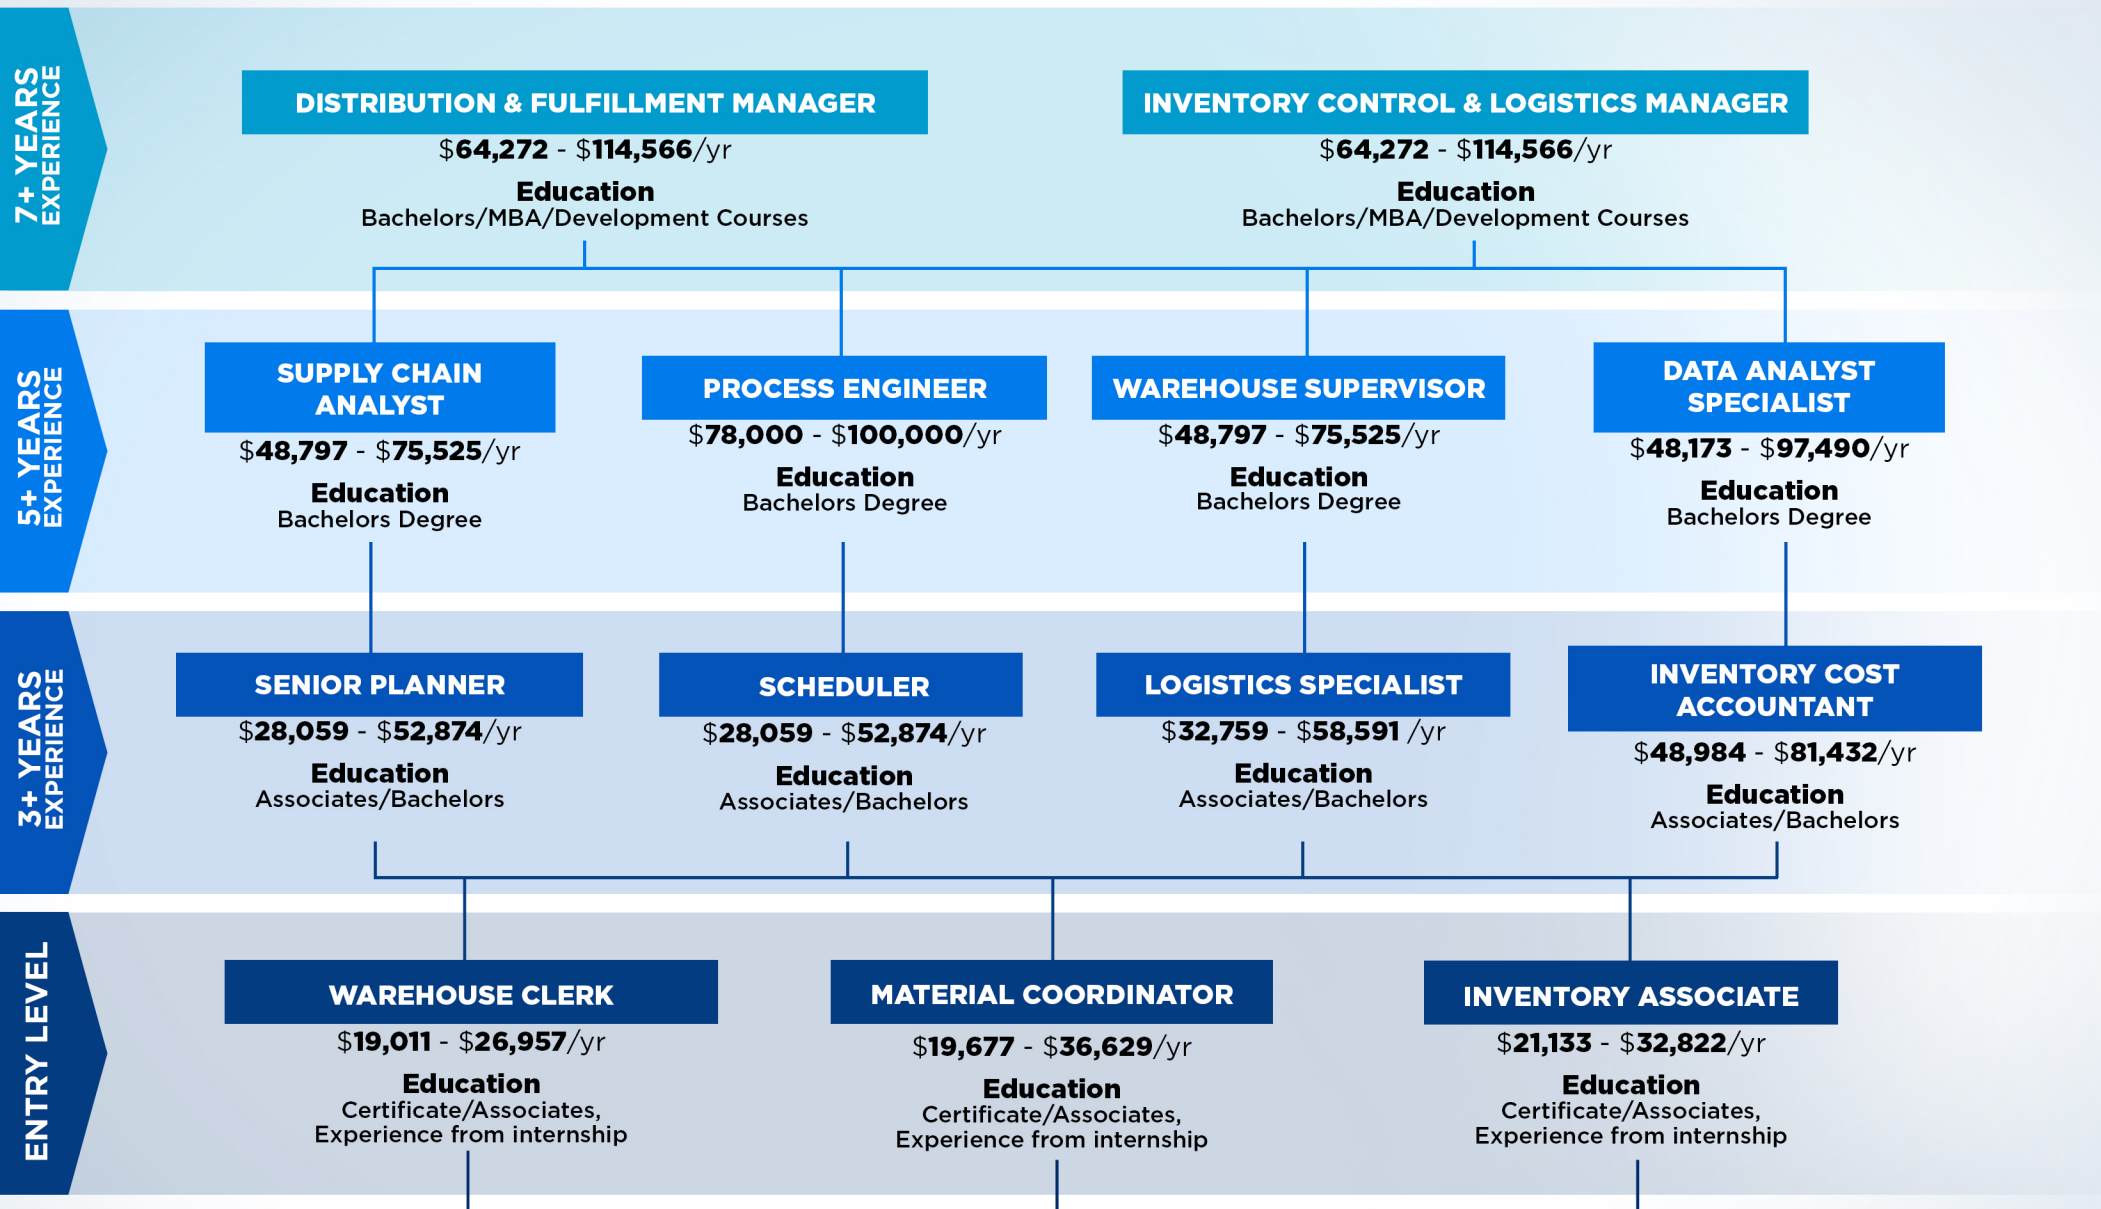 7+ YEARS
EXPERIENCE
DISTRIBUTION & FULFILLMENT MANAGER
$64,272 - $114,566/yr
Education
Bachelors/MBA/Development Courses
INVENTORY CONTROL & LOGISTICS MANAGER
$64,272 - $114,566/yr
Education
Bachelors/MBA/Development Courses
5+ YEARS
EXPERIENCE
SUPPLY CHAIN
ANALYST
$48,797 - $75,525/yr
Education
Bachelors Degree
PROCESS ENGINEER
$78,000 - $100,000/yr
Education
Bachelors Degree
WAREHOUSE SUPERVISOR
$48,797 - $75,525/yr
Education
Bachelors Degree
DATA ANALYST
SPECIALIST
$48,173 - $97,490/yr
Education
Bachelors Degree
3+ YEARS
EXPERIENCE
SENIOR PLANNER
$28,059 - $52,874/yr
Education
Associates/Bachelors
SCHEDULER
$28,059 - $52,874/yr
Education
Associates/Bachelors
LOGISTICS SPECIALIST
$32,759 - $58,591 /yr
Education
Associates/Bachelors
INVENTORY COST
ACCOUNTANT
$48,984 - $81,432/yr
Education
Associates/Bachelors
ENTRY LEVEL
WAREHOUSE CLERK
$19,011 - $26,957/yr
Education
Certificate/Associates,
Experience from internship
MATERIAL COORDINATOR
$19,677 - $36,629/yr
Education
Certificate/Associates,
Experience from internship
INVENTORY ASSOCIATE
$21,133 - $32,822/yr
Education
Certificate/Associates,
Experience from internship